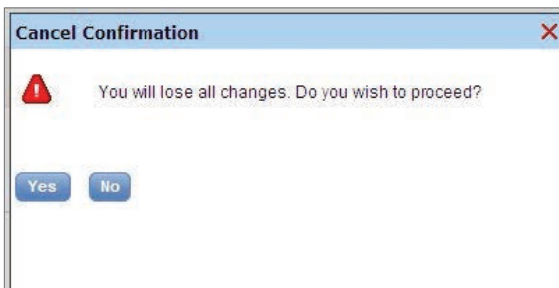 Cancel Confirmation
You will lose all changes. Do you wish to proceed?
Yes No